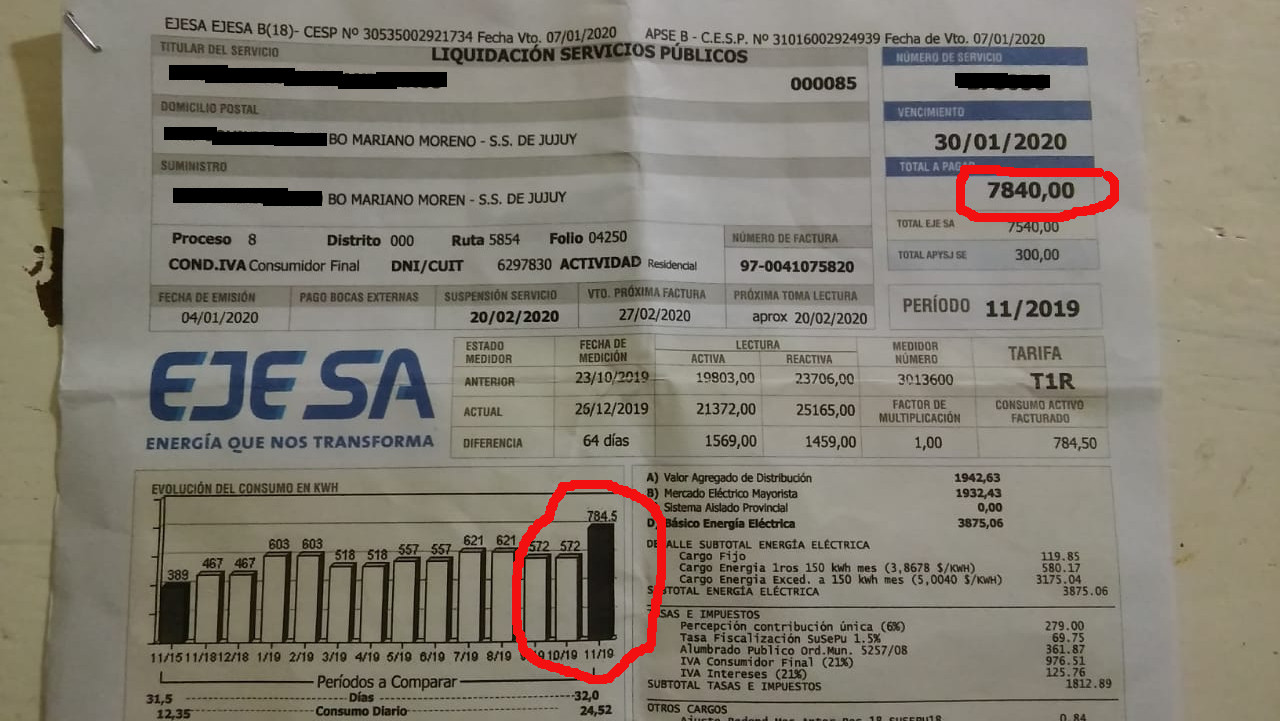 EJESA EJESA B(18)- CESP Nº 30535002921734 Fecha Vto. 07/01/2020 APSE B - C.E.S.P. Nº 31016002924939 Fecha de Vto. 07/01/2020
TITULAR DEL SERVICIO
LIQUIDACIÓN SERVICIOS PÚBLICOS
000085
NÚMERO DE SERVICIO
DOMICILIO POSTAL
BO MARIANO MORENO - S.S. DE JUJUY
VENCIMIENTO
30/01/2020
SUMINISTRO
BO MARIANO MOREN - S.S. DE JUJUY
TOTAL A PAGAR
7840,00
TOTAL EJE SA 7540,00
TOTAL APYSJ SE 300,00
Proceso 8 Distrito 000 Ruta 5854 Folio 04250
COND.IVA Consumidor Final DNI/CUIT 6297830 ACTIVIDAD Residencial
NÚMERO DE FACTURA
97-0041075820
FECHA DE EMISIÓN PAGO BOCAS EXTERNAS SUSPENSIÓN SERVICIO VTO. PRÓXIMA FACTURA PRÓXIMA TOMA LECTURA
04/01/2020 20/02/2020 27/02/2020 aprox 20/02/2020
PERÍODO 11/2019
EJE SA
ENERGÍA QUE NOS TRANSFORMA
ESTADO MEDIDOR FECHA DE MEDICIÓN LECTURA ACTIVA REACTIVA MEDIDOR NÚMERO TARIFA
ANTERIOR 23/10/2019 19803,00 23706,00 3013600 T1R
ACTUAL 26/12/2019 21372,00 25165,00 FACTOR DE MULTIPLICACIÓN CONSUMO ACTIVO FACTURADO
DIFERENCIA 64 días 1569,00 1459,00 1,00 784,50
EVOLUCIÓN DEL CONSUMO EN KWH
389 467 467 603 603 518 518 557 557 621 621 572 572 784.5
11/15 11/18 12/18 1/19 2/19 3/19 4/19 5/19 6/19 7/19 8/19 9/19 10/19 11/19
Períodos a Comparar
31,5 Días 32,0
12,35 Consumo Diario 24,52
A) Valor Agregado de Distribución 1942,63
B) Mercado Eléctrico Mayorista 1932,43
Sistema Aislado Provincial 0,00
D) Básico Energía Eléctrica 3875,06
DETALLE SUBTOTAL ENERGÍA ELÉCTRICA
Cargo Fijo 119.85
Cargo Energía 1ros 150 kWh mes (3,8678 $/KWH) 580.17
Cargo Energía Exced. a 150 kWh mes (5,0040 $/KWH) 3175.04
SUBTOTAL ENERGÍA ELÉCTRICA 3875.06
TASAS E IMPUESTOS
Percepción contribución única (6%) 279.00
Tasa Fiscalización SuSePu 1.5% 69.75
Alumbrado Publico Ord.Mun. 5257/08 361.87
IVA Consumidor Final (21%) 976.51
IVA Intereses (21%) 125.76
SUBTOTAL TASAS E IMPUESTOS 1812.89
OTROS CARGOS
0.84